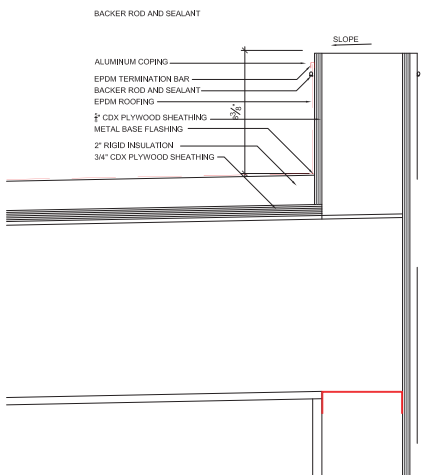 BACKER ROD AND SEALANT
SLOPE
ALUMINUM COPING
EPDM TERMINATION BAR
BACKER ROD AND SEALANT
EPDM ROOFING
CDX PLYWOOD SHEATHING
METAL BASE FLASHING
2" RIGID INSULATION
3/4" CDX PLYWOOD SHEATHING